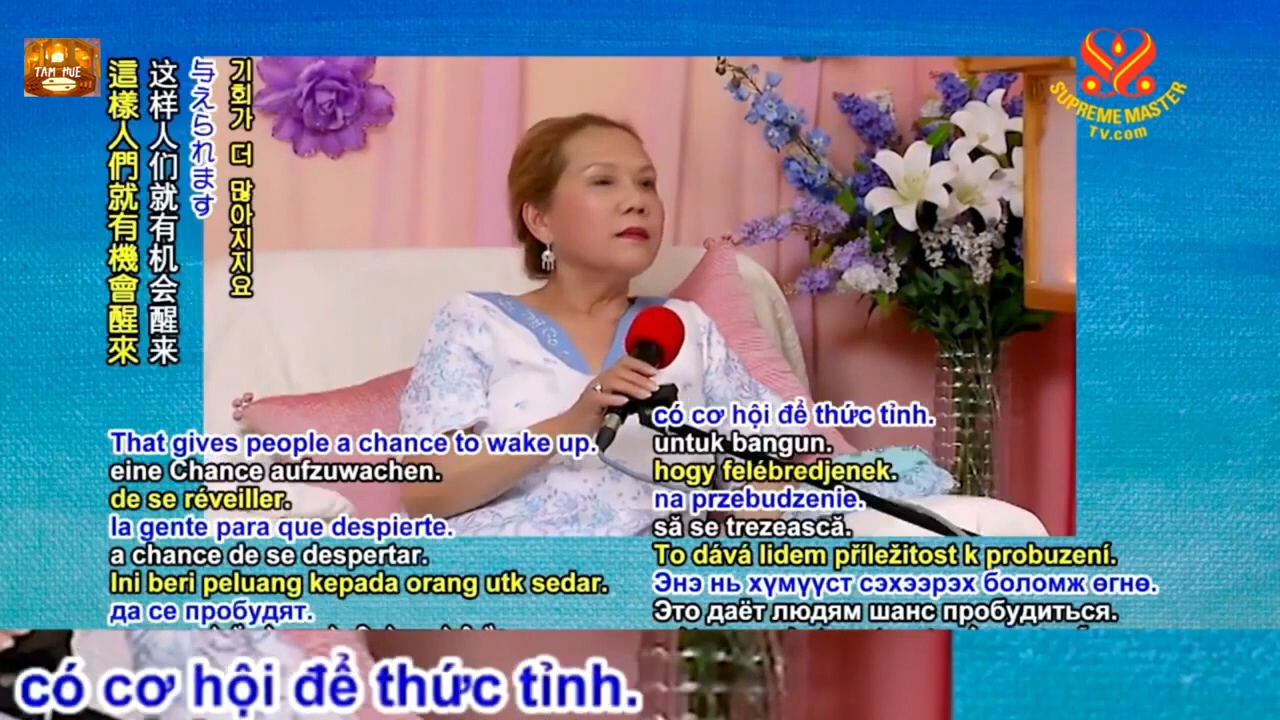 TAM HUE
這樣人們就有機會醒來
这样人们就有机会醒来
与えられます
기회가 더 많아지지요
SUPREME MASTER
TV.com
That gives people a chance to wake up.
eine Chance aufzuwachen.
de se réveiller.
la gente para que despierte.
a chance de se despertar.
Ini beri peluang kepada orang utk sedar.
да се пробудят.
có cơ hội để thức tỉnh.
untuk bangun.
hogy felébredjenek.
na przebudzenie.
să se trezească.
To dává lidem příležitost k probuzení.
Энэ нь хүмүүст сэхээрэх боломж өгнө.
Это даёт людям шанс пробудиться.
có cơ hội để thức tỉnh.